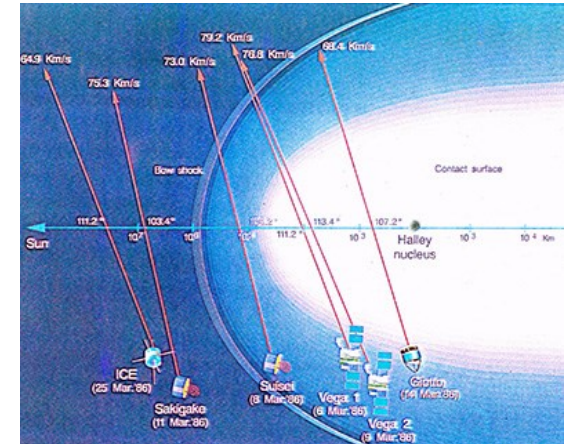 79.2 Km/s
76.8 Km/s
68.4 Km/s
64.9 Km/s
75.3 Km/s
73.0 Km/s
Bow shock
Contact surface
111.2°
103.4°
111.2°
113.4°
107.2°
Sun
10³
Halley
nucleus
10³
10⁴ Km
ICE
(25 Mar.'86)
Sakigake
(11 Mar.'86)
Suisei
(8 Mar.'86)
Vega 1
(6 Mar.'86)
Vega 2
(9 Mar.'86)
Giotto
(14 Mar.'86)